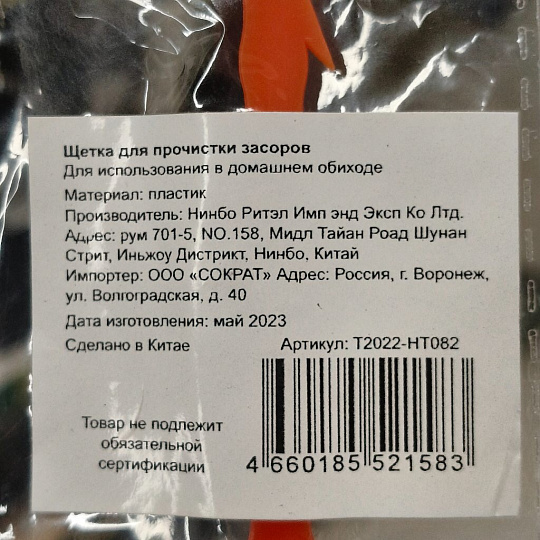 Щетка для прочистки засоров
Для использования в домашнем обиходе
Материал: пластик
Производитель: Нинбо Ритэл Имп энд Эксп Ко Лтд.
Адрес: рум 701-5, NO.158, Мидл Тайан Роад Шунан
Стрит, Иньжоу Дистрикт, Нинбо, Китай
Импортер: ООО «СОКРАТ» Адрес: Россия, г. Воронеж,
ул. Волгоградская, д. 40
Дата изготовления: май 2023
Сделано в Китае
Артикул: T2022-HT082
Товар не подлежит
обязательной
сертификации
4 660185 521583